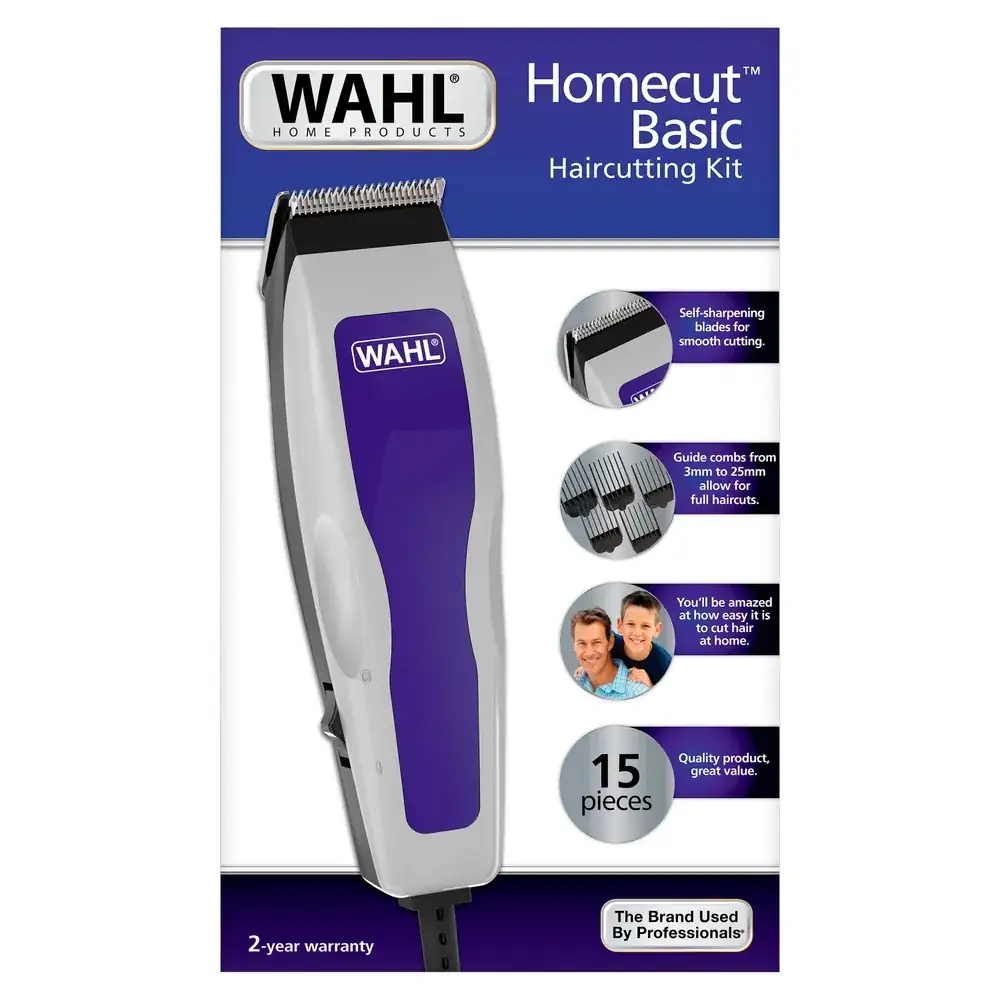 WAHL®
HOME PRODUCTS
Homecut™
Basic
Haircutting Kit
WAHL®
Self-sharpening
blades for
smooth cutting.
WA
Guide combs from
3mm to 25mm
allow for
full haircuts.
You'll be amazed
at how easy it is
to cut hair
at home.
15
pieces
Quality product,
great value.
2-year warranty
The Brand Used
By Professionals®